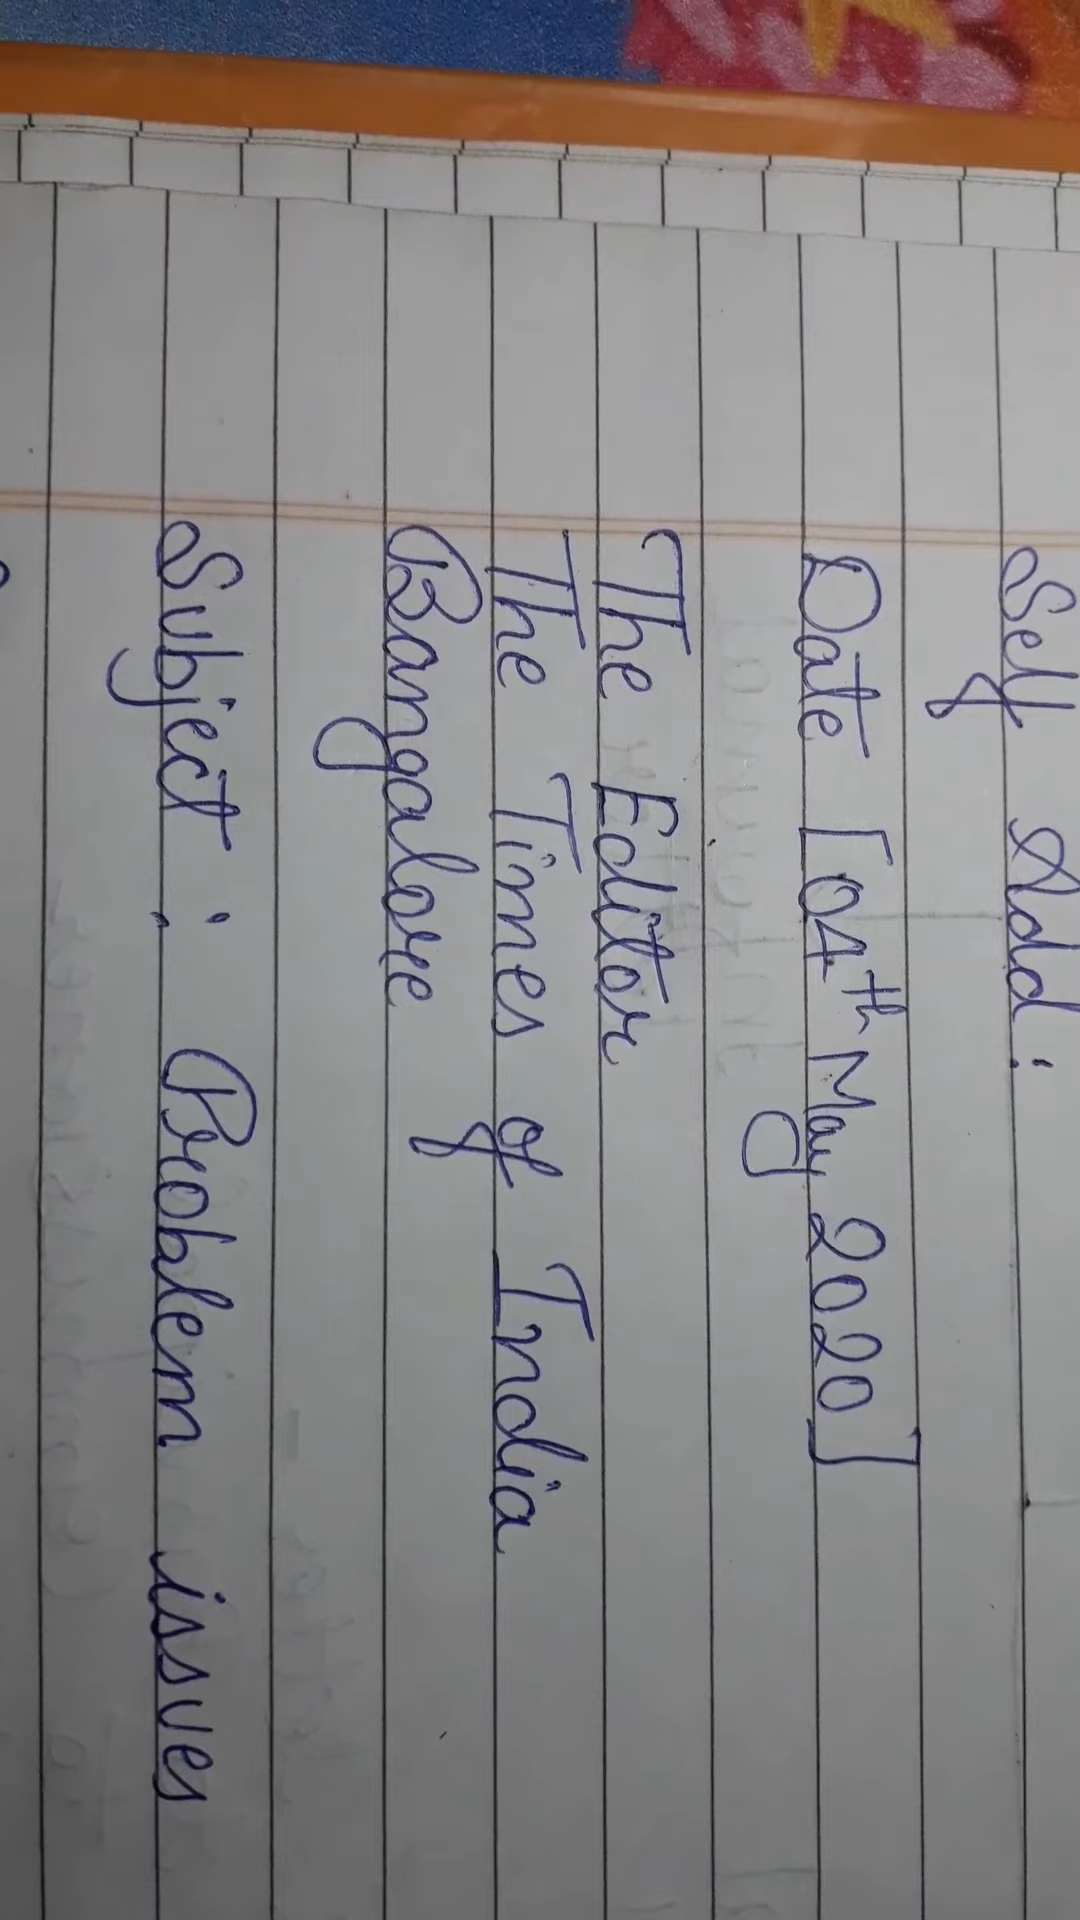 Self Add:
Date [04th May 2020]
The Editor
The Times of India
Bangalore
Subject : Problem issues